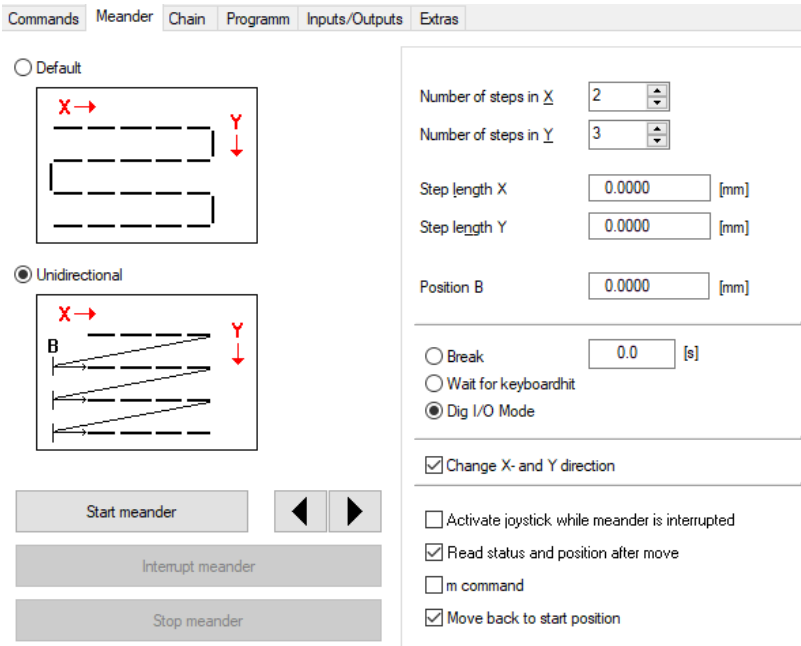 Commands Meander Chain Programm Inputs/Outputs Extras
Default
X
Y
Unidirectional
X
Y
B
Start meander
Interrupt meander
Stop meander
Number of steps in X 2
Number of steps in Y 3
Step length X 0.0000 [mm]
Step length Y 0.0000 [mm]
Position B 0.0000 [mm]
Break 0.0 [s]
Wait for keyboardhit
Dig I/O Mode
Change X- and Y direction
Activate joystick while meander is interrupted
Read status and position after move
m command
Move back to start position